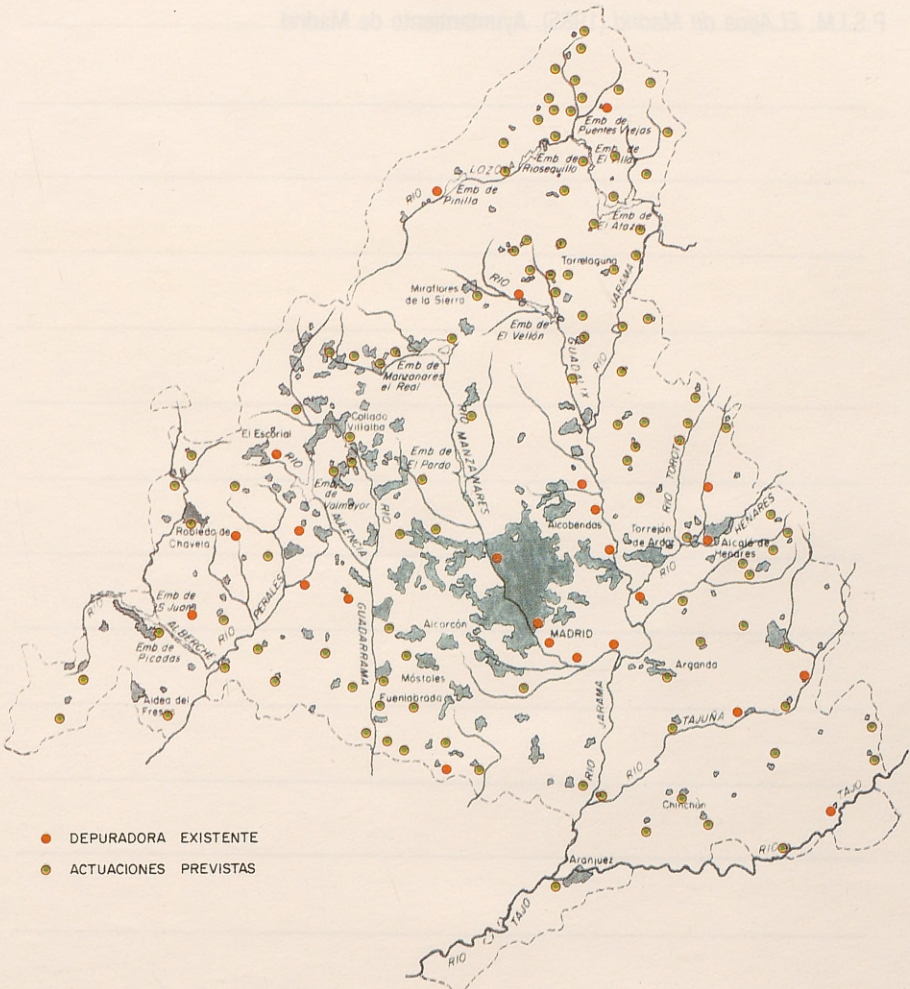 P.S.I.M. El Agua de Madrid. Ayuntamiento de Madrid
Emb de
Puentes Viejas
Emb de
El Villar
Emb de
Riosequillo
RIO LOZOYA
Emb de
Pinilla
Emb de
El Atazar
Torrelaguna
RIO JARAMA
Miraflores
de la Sierra
RIO GUADALIX
Emb de
El Vellón
Emb de
Manzanares
el Real
Collado
Villalba
El Escorial
RIO MANZANARES
Emb de
El Pardo
RIO AULENCIA
Emb
de
Valmayor
RIO GUADARRAMA
RIO TOROTE
RIO HENARES
Alcobendas
Torrejón
de Ardoz
Alcalá de
Henares
Robledo de
Chavela
RIO PERALES
Emb de
S Juan
RIO ALBERCHE
Emb de
Picadas
Alcorcón
MADRID
Móstoles
Arganda
Fuenlabrada
Aldea del
Fresno
RIO JARAMA
RIO TAJUÑA
Chinchón
RIO TAJO
DEPURADORA EXISTENTE
ACTUACIONES PREVISTAS
Aranjuez
RIO TAJO